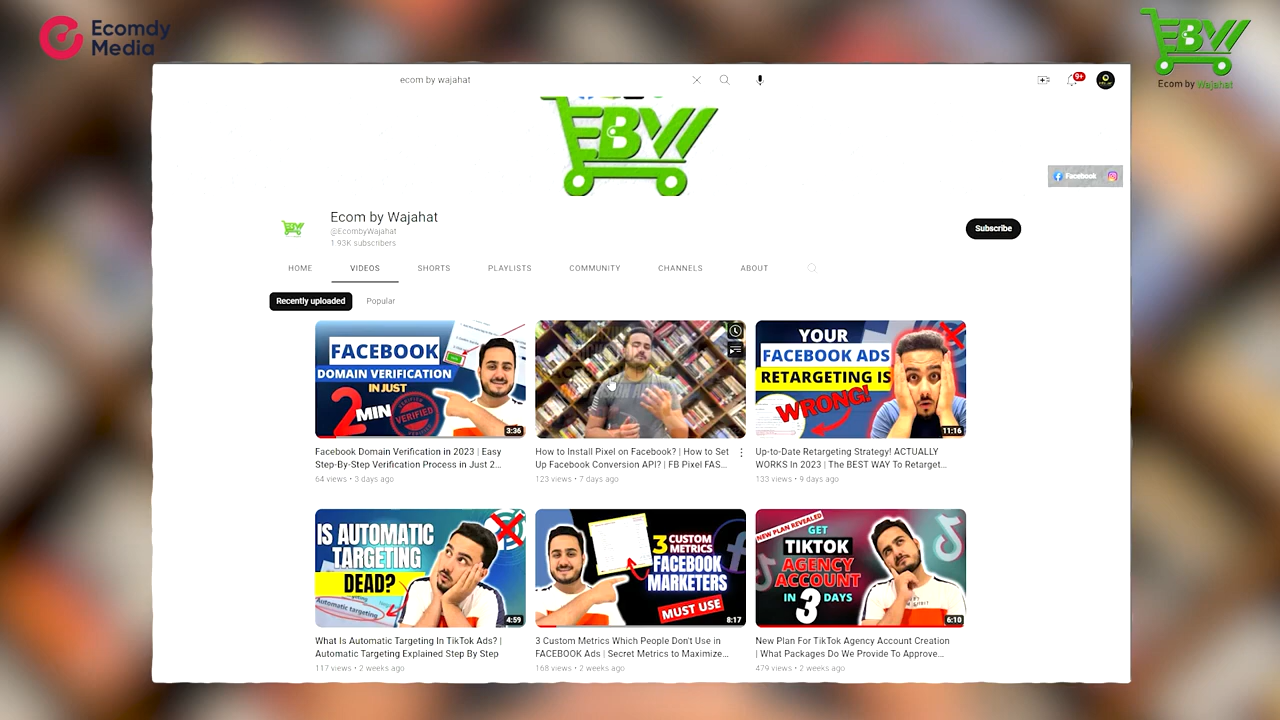 Ecomdy
Media
EBW
Ecom by Wajahat
ecom by wajahat
9+
EBW
Facebook
Ecom by Wajahat
@EcombyWajahat
1 93K subscribers
Subscribe
HOME VIDEOS SHORTS PLAYLISTS COMMUNITY CHANNELS ABOUT
Recently uploaded Popular
FACEBOOK
DOMAIN VERIFICATION
IN JUST
2 MIN
VERIFIED
3:36
YOUR
FACEBOOK ADS
RETARGETING IS
WRONG!
11:16
Facebook Domain Verification in 2023 | Easy
Step-By-Step Verification Process in Just 2...
64 views • 3 days ago
How to Install Pixel on Facebook? | How to Set
Up Facebook Conversion API? | FB Pixel FAS...
123 views • 7 days ago
Up-to-Date Retargeting Strategy! ACTUALLY
WORKS In 2023 | The BEST WAY To Retarget...
133 views • 9 days ago
IS AUTOMATIC
TARGETING
DEAD?
Automatic targeting
4:59
3 CUSTOM
METRICS
FACEBOOK
MARKETERS
MUST USE
8:17
NEW PLAN REVEALED
GET
TIKTOK
AGENCY
ACCOUNT
IN 3 DAYS
6:10
What Is Automatic Targeting In TikTok Ads? |
Automatic Targeting Explained Step By Step
117 views • 2 weeks ago
3 Custom Metrics Which People Don't Use in
FACEBOOK Ads | Secret Metrics to Maximize...
168 views • 2 weeks ago
New Plan For TikTok Agency Account Creation
| What Packages Do We Provide To Approve...
479 views • 2 weeks ago